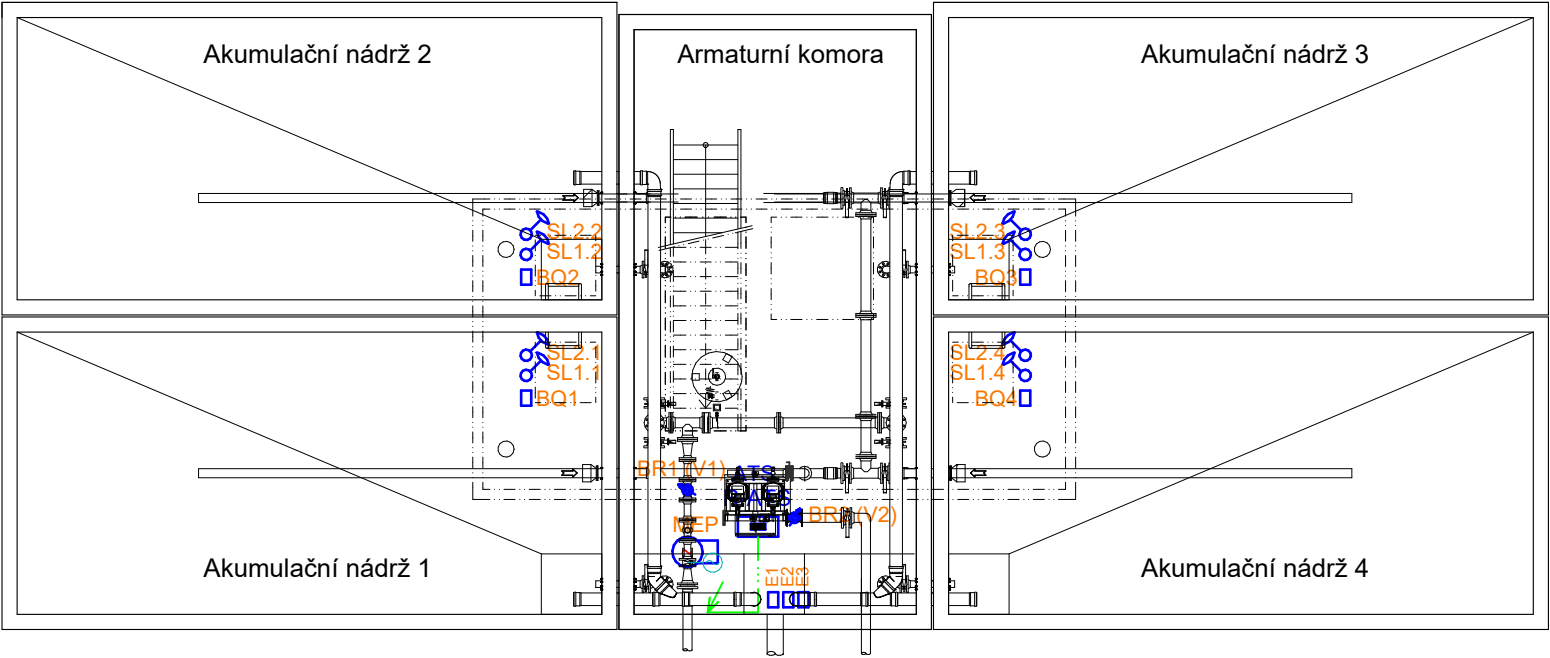 Akumulační nádrž 2
Armaturní komora
Akumulační nádrž 3
SL2.2
SL1.2
BQ2
SL2.3
SL1.3
BQ3
SL2.1
SL1.1
BQ1
SL2.4
SL1.4
BQ4
BR1 (V1)
ATS
MEP
(V2)
Akumulační nádrž 1
E1
E2
E3
Akumulační nádrž 4